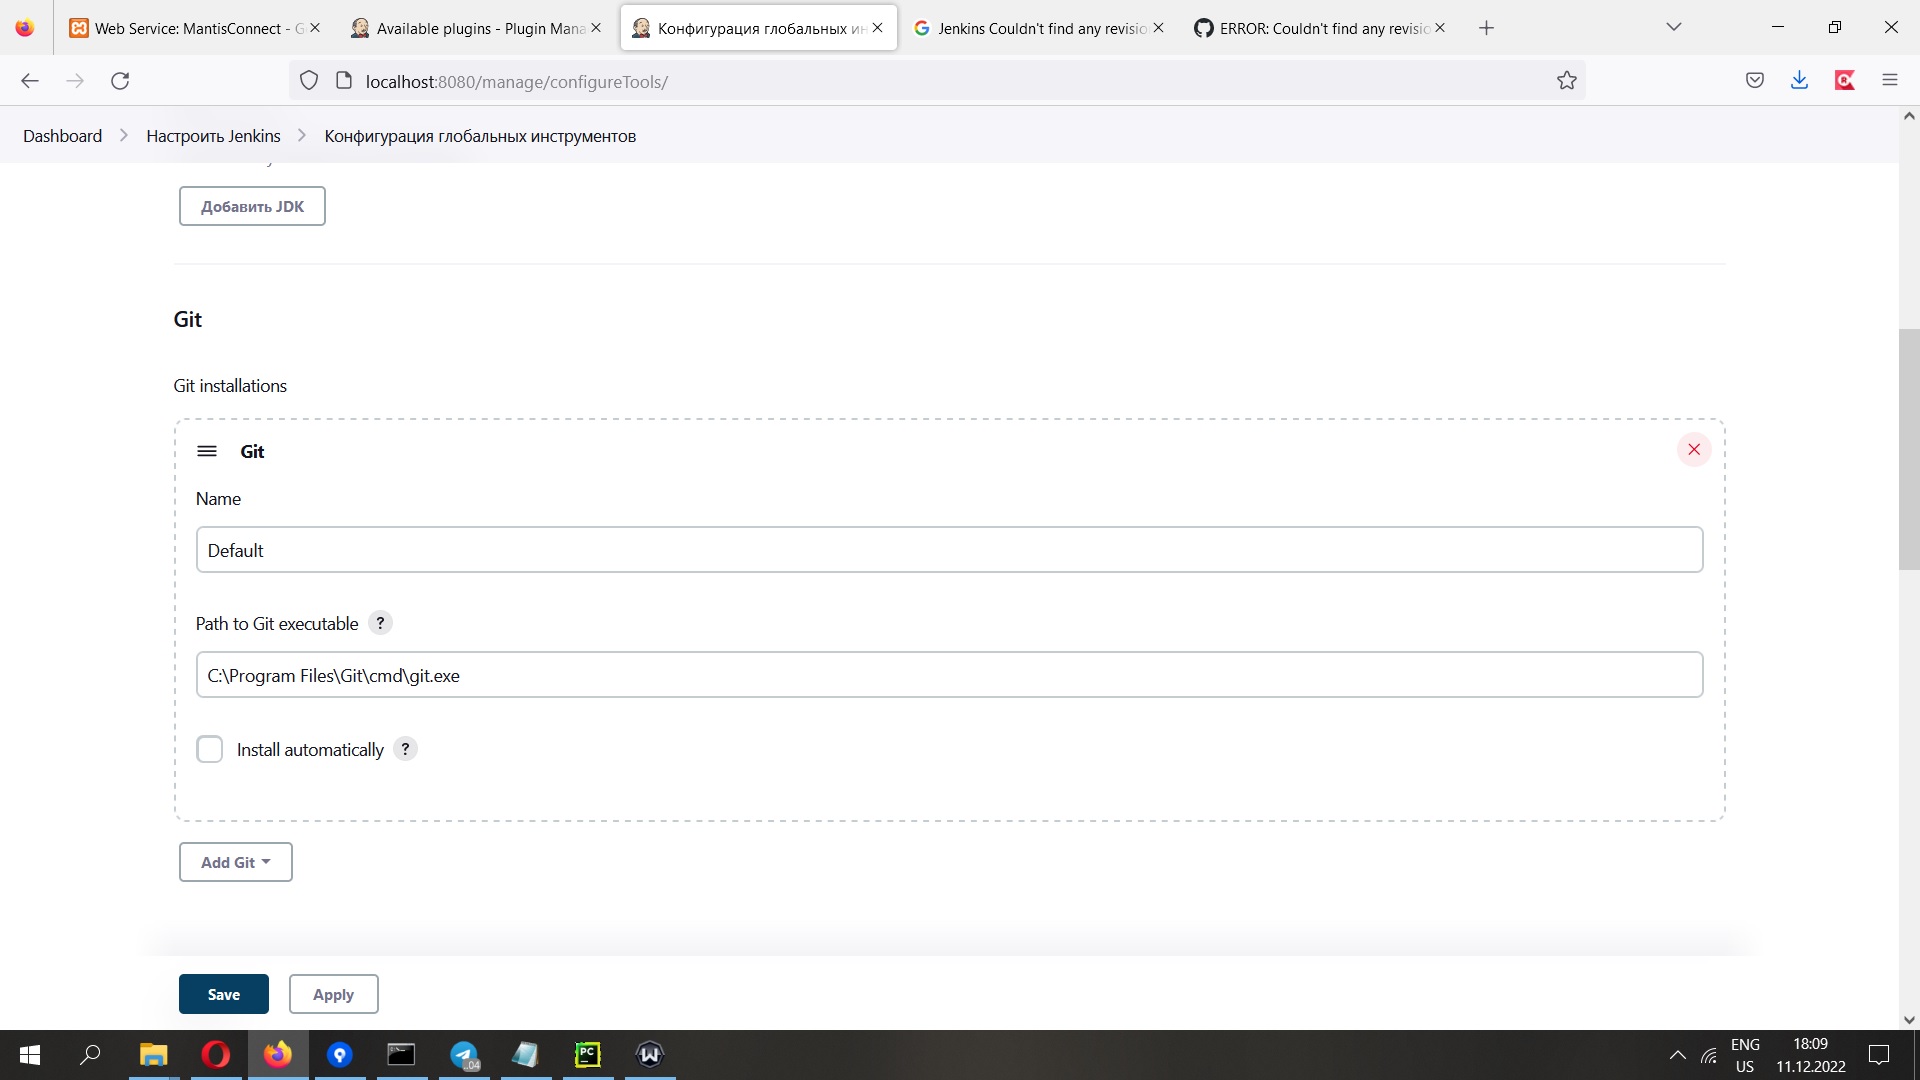 Web Service: MantisConnect - G
Available plugins - Plugin Mana
Конфигурация глобальных ин
Jenkins Couldn't find any revisio
ERROR: Couldn't find any revisio
localhost:8080/manage/configureTools/
Dashboard
Настроить Jenkins
Конфигурация глобальных инструментов
Добавить JDK
Git
Git installations
Git
Name
Default
Path to Git executable ?
C:\Program Files\Git\cmd\git.exe
Install automatically ?
Add Git
Save
Apply
PC
04
ENG
US
18:09
11.12.2022